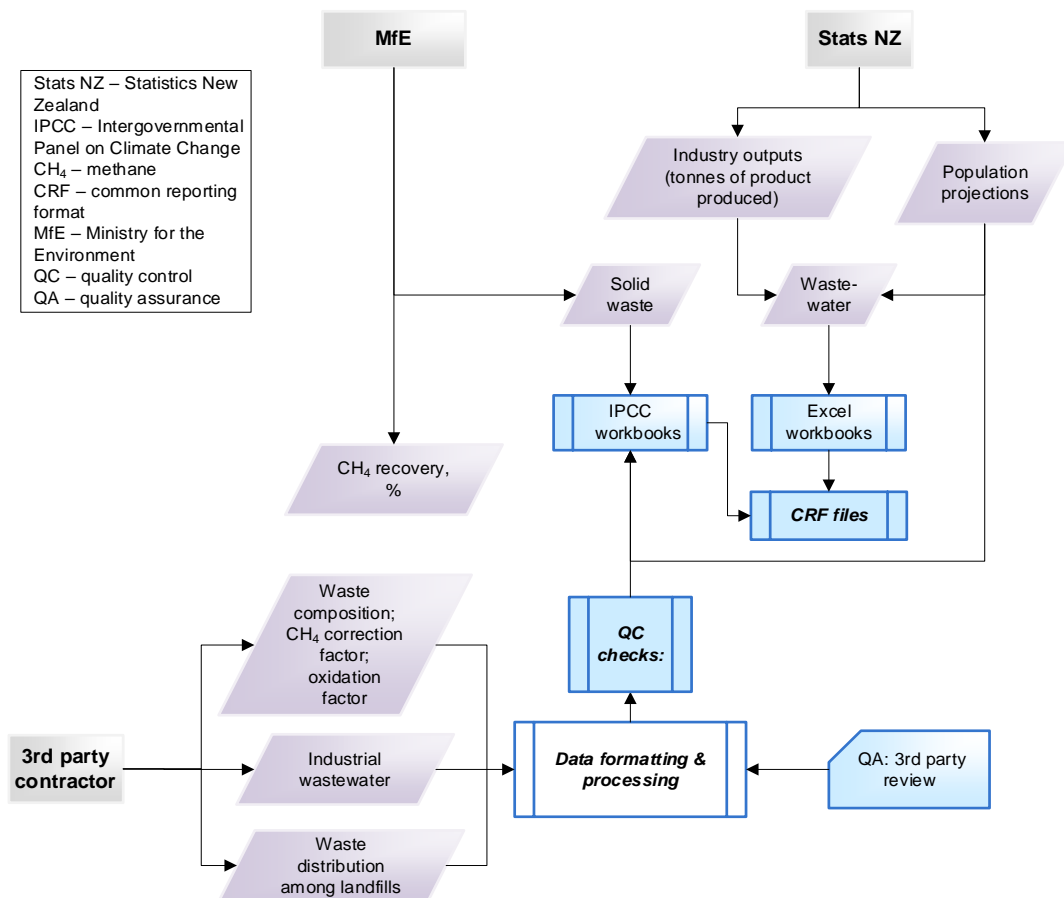 MfE
Stats NZ
Stats NZ – Statistics New
Zealand
IPCC – Intergovernmental
Panel on Climate Change
CH₄ – methane
CRF – common reporting
format
MfE – Ministry for the
Environment
QC – quality control
QA – quality assurance
Industry outputs
(tonnes of product
produced)
Population
projections
Solid
waste
Waste-
water
IPCC
workbooks
Excel
workbooks
CH₄ recovery,
%
CRF files
Waste
composition;
CH₄ correction
factor;
oxidation
factor
QC
checks:
3rd party
contractor
Industrial
wastewater
Data formatting &
processing
QA: 3rd party
review
Waste
distribution
among landfills